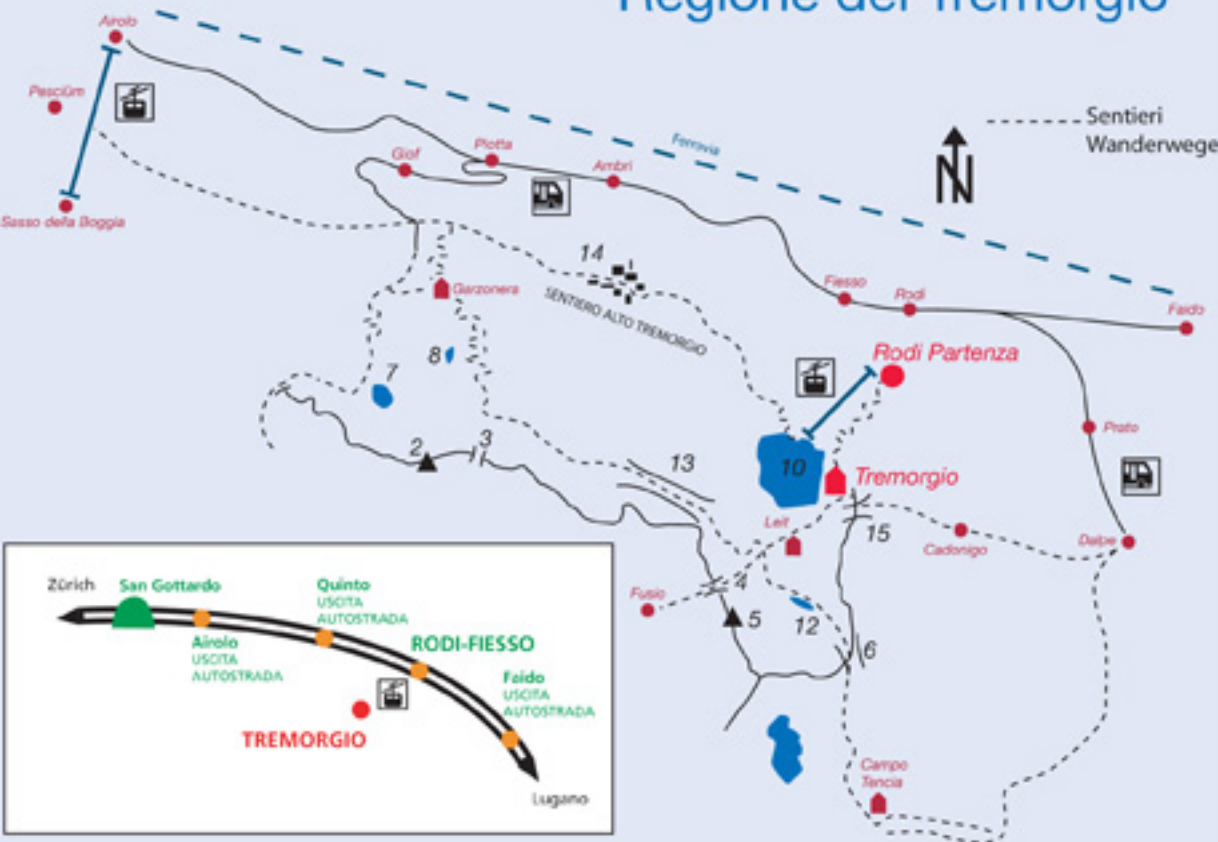 Regione del Tremorgio
Airolo
Pesciüm
Sasso della Boggia
Giof
Piotta
Ambrì
Ferrovia
Sentieri
Wanderwege
N
14
SENTIERO ALTO TREMORGIO
Garzonera
Fiesso
Rodi
Faido
Rodi Partenza
7
8
2
3
13
10
Tremorgio
Prato
Leit
15
Cadonigo
Dalpe
Fusio
4
5
12
6
Campo
Tencia
Zürich
San Gottardo
Quinto
USCITA
AUTOSTRADA
Airolo
USCITA
AUTOSTRADA
RODI-FIESSO
Faido
USCITA
AUTOSTRADA
TREMORGIO
Lugano